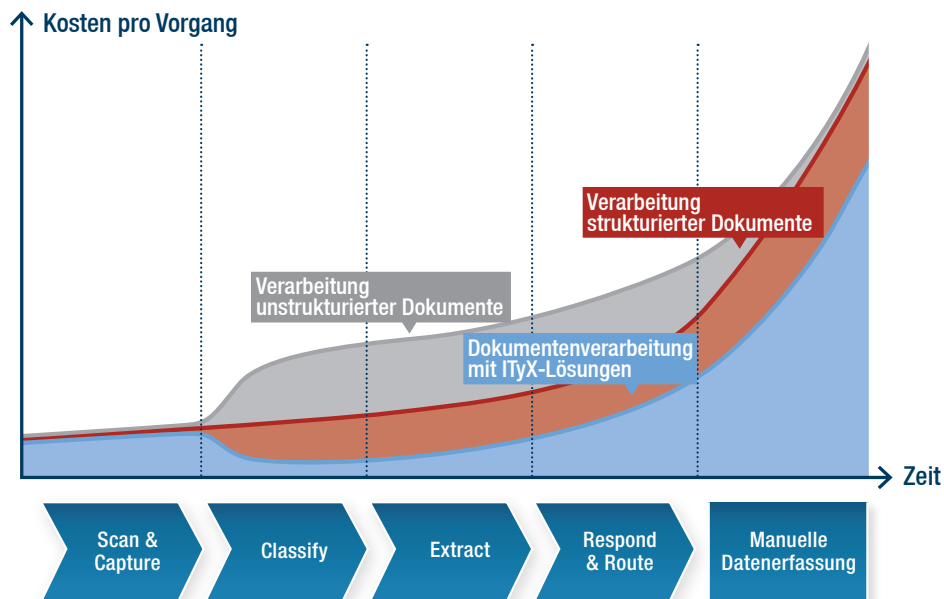 Kosten pro Vorgang
Verarbeitung
strukturierter Dokumente
Verarbeitung
unstrukturierter Dokumente
Dokumentenverarbeitung
mit ITyX-Lösungen
Zeit
Scan &
Capture
Classify
Extract
Respond
& Route
Manuelle
Datenerfassung